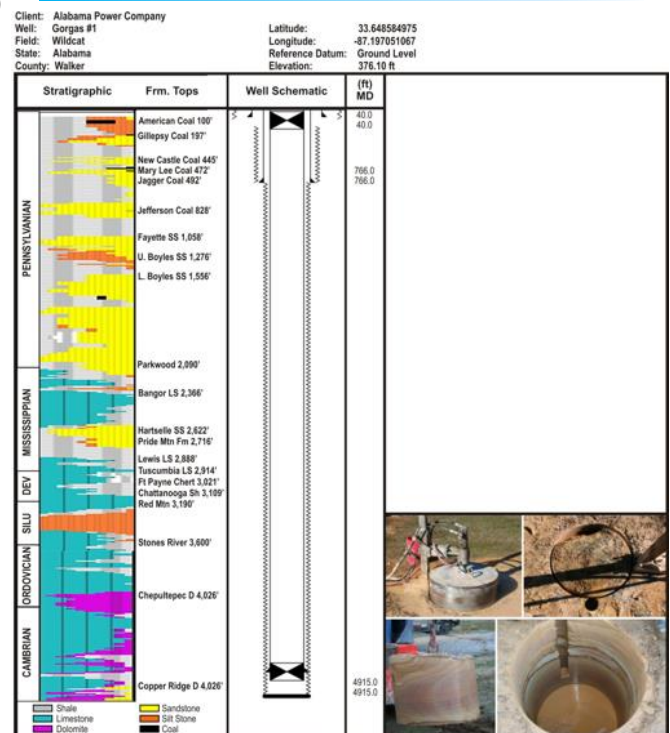 Client: Alabama Power Company
Well: Gorgas #1
Field: Wildcat
State: Alabama
County: Walker
Latitude: 33.648584975
Longitude: -87.197051067
Reference Datum: Ground Level
Elevation: 376.10 ft
Stratigraphic
Frm. Tops
Well Schematic
(ft)
MD
PENNSYLVANIAN
MISSISSIPPIAN
DEV
SILU
ORDOVICIAN
CAMBRIAN
American Coal 100'
Gillepsy Coal 197'
New Castle Coal 445'
Mary Lee Coal 472'
Jagger Coal 492'
Jefferson Coal 828'
Fayette SS 1,058'
U. Boyles SS 1,276'
L. Boyles SS 1,556'
Parkwood 2,090'
Bangor LS 2,366'
Hartselle SS 2,622'
Pride Mtn Fm 2,716'
Lewis LS 2,888'
Tuscumbia LS 2,914'
Ft Payne Chert 3,021'
Chattanooga Sh 3,109'
Red Mtn 3,190'
Stones River 3,600'
Chepultepec D 4,026'
Copper Ridge D 4,026'
40.0
40.0
766.0
766.0
4915.0
4915.0
Shale
Limestone
Dolomite
Sandstone
Silt Stone
Coal